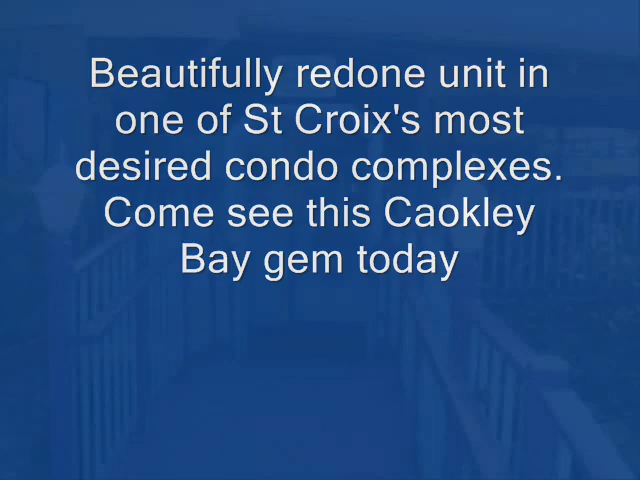 Beautifully redone unit in
one of St Croix's most
desired condo complexes.
Come see this Caokley
Bay gem today